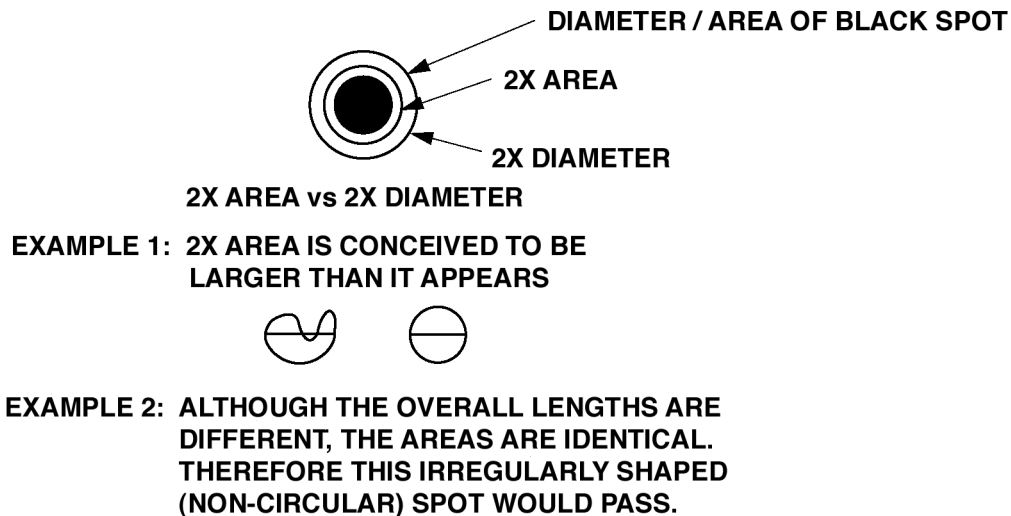 DIAMETER / AREA OF BLACK SPOT
2X AREA
2X DIAMETER
2X AREA vs 2X DIAMETER
EXAMPLE 1: 2X AREA IS CONCEIVED TO BE
LARGER THAN IT APPEARS
EXAMPLE 2: ALTHOUGH THE OVERALL LENGTHS ARE
DIFFERENT, THE AREAS ARE IDENTICAL.
THEREFORE THIS IRREGULARLY SHAPED
(NON-CIRCULAR) SPOT WOULD PASS.